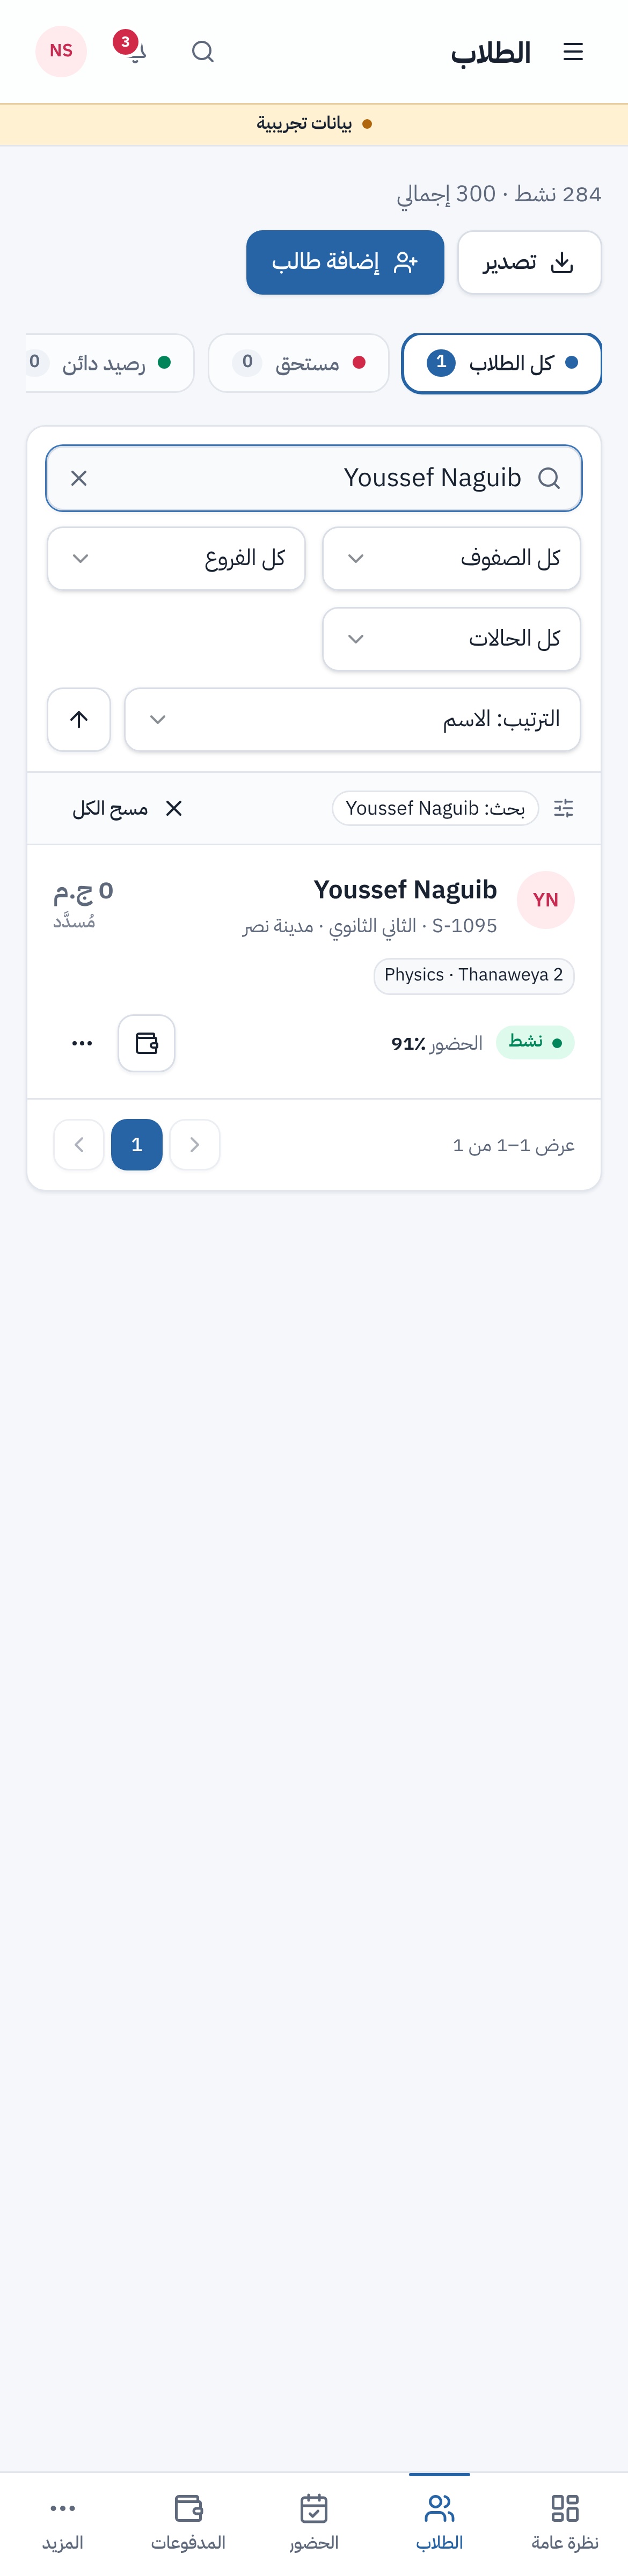 الطلاب
3
NS
بيانات تجريبية
284 نشط · 300 إجمالي
تصدير
إضافة طالب
كل الطلاب 1
مستحق 0
رصيد دائن 0
Youssef Naguib
كل الصفوف
كل الفروع
كل الحالات
الترتيب: الاسم
بحث: Youssef Naguib
مسح الكل
YN
Youssef Naguib
0 ج.م
S-1095 · الثاني الثانوي · مدينة نصر
مُسدَّد
Physics · Thanaweya 2
نشط
الحضور 91٪
عرض 1–1 من 1
1
نظرة عامة
الطلاب
الحضور
المدفوعات
المزيد